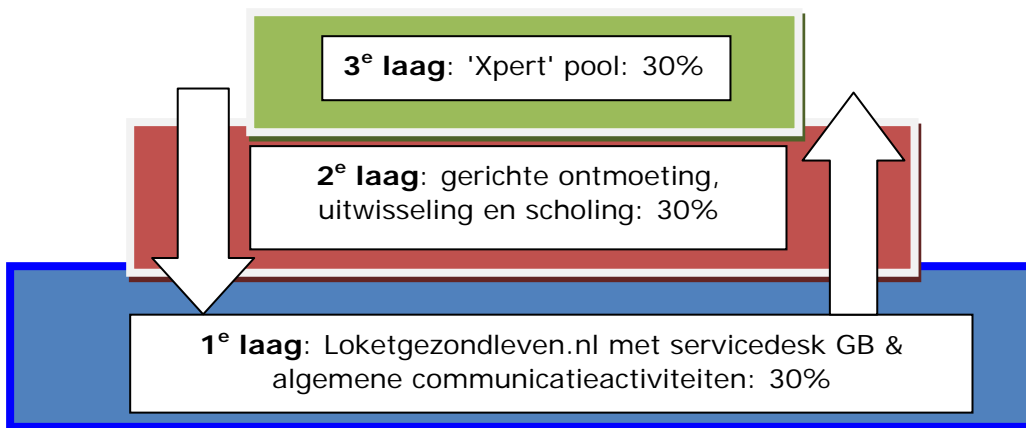 3e laag: 'Xpert' pool: 30%
2e laag: gerichte ontmoeting,
uitwisseling en scholing: 30%
1e laag: Loketgezondleven.nl met servicedesk GB &
algemene communicatieactiviteiten: 30%